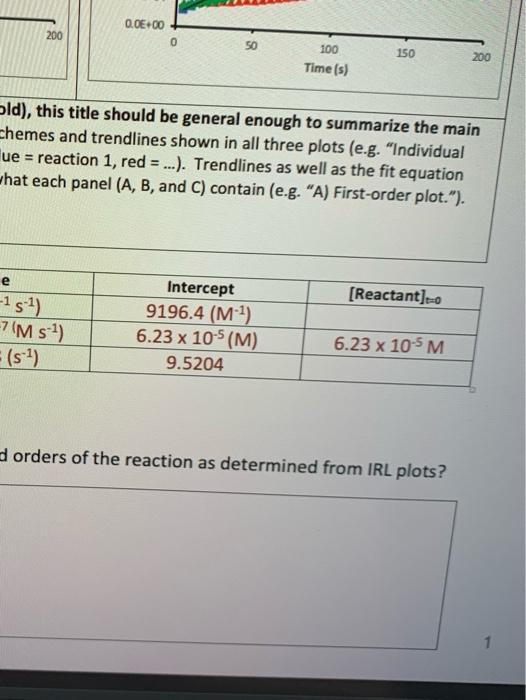 200
0.0E+00
0 50 100 150 200
Time (s)
old), this title should be general enough to summarize the main
chemes and trendlines shown in all three plots (e.g. “Individual
ue = reaction 1, red = ...). Trendlines as well as the fit equation
what each panel (A, B, and C) contain (e.g. “A) First-order plot.”).
e Intercept [Reactant]t=0
-1 s-1) 9196.4 (M-1)
-7 (M s-1) 6.23 x 10-5 (M) 6.23 x 10-5 M
(s-1) 9.5204
d orders of the reaction as determined from IRL plots?
1